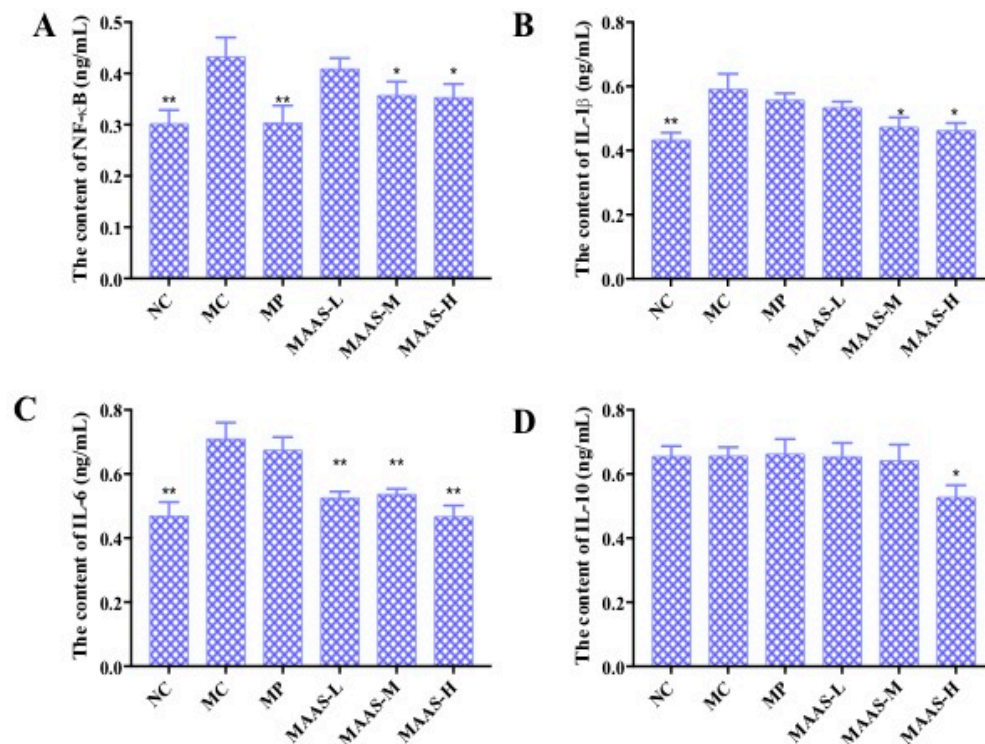 A
The content of NF-κB (ng/mL)
0.5
0.4
0.3
0.2
0.1
0.0
**
**
*
*
NC
MC
MP
MAAS-L
MAAS-M
MAAS-H
B
The content of IL-1β (ng/mL)
0.8
0.6
0.4
0.2
0.0
**
*
*
NC
MC
MP
MAAS-L
MAAS-M
MAAS-H
C
The content of IL-6 (ng/mL)
0.8
0.6
0.4
0.2
0.0
**
**
**
**
NC
MC
MP
MAAS-L
MAAS-M
MAAS-H
D
The content of IL-10 (ng/mL)
0.8
0.6
0.4
0.2
0.0
*
NC
MC
MP
MAAS-L
MAAS-M
MAAS-H